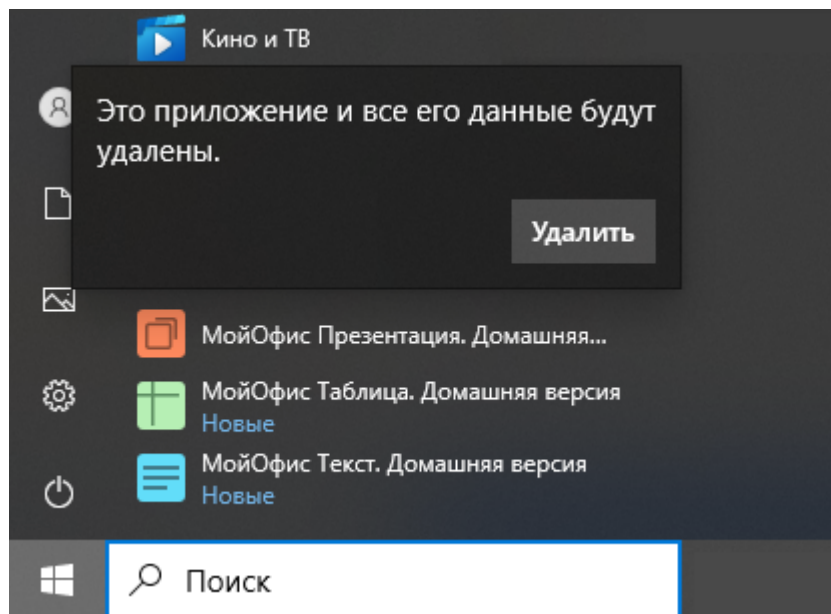 Кино и ТВ
Это приложение и все его данные будут
удалены.
Удалить
МойОфис Презентация. Домашняя...
МойОфис Таблица. Домашняя версия
Новые
МойОфис Текст. Домашняя версия
Новые
Поиск